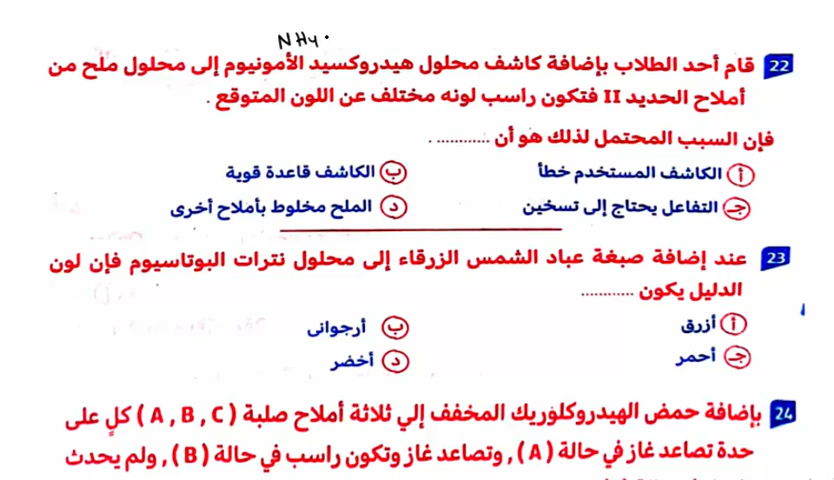 NH4
22 قام أحد الطلاب بإضافة كاشف محلول هيدروكسيد الأمونيوم إلى محلول ملح من
أملاح الحديد II فتكون راسب لونه مختلف عن اللون المتوقع .
فإن السبب المحتمل لذلك هو أن ............ .
أ الكاشف المستخدم خطأ ب الكاشف قاعدة قوية
جـ التفاعل يحتاج إلى تسخين د الملح مخلوط بأملاح أخرى
23 عند إضافة صبغة عباد الشمس الزرقاء إلى محلول نترات البوتاسيوم فإن لون
الدليل يكون ............
أ أزرق ب أرجوانى
جـ أحمر د أخضر
24 بإضافة حمض الهيدروكلوريك المخفف إلي ثلاثة أملاح صلبة ( A , B , C ) كلٍ على
حدة تصاعد غاز في حالة ( A ) , وتصاعد غاز وتكون راسب في حالة ( B ) , ولم يحدث